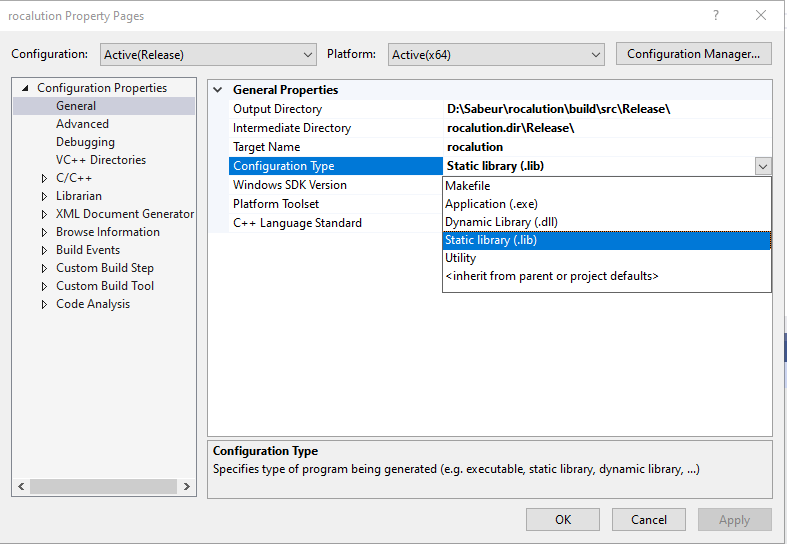 rocalution Property Pages ? ×
Configuration: Active(Release) Platform: Active(x64) Configuration Manager...
Configuration Properties
General
Advanced
Debugging
VC++ Directories
C/C++
Librarian
XML Document Generator
Browse Information
Build Events
Custom Build Step
Custom Build Tool
Code Analysis
General Properties
Output Directory D:\Sabeur\rocalution\build\src\Release\
Intermediate Directory rocalution.dir\Release\
Target Name rocalution
Configuration Type Static library (.lib)
Windows SDK Version
Platform Toolset
C++ Language Standard
Makefile
Application (.exe)
Dynamic Library (.dll)
Static library (.lib)
Utility
<inherit from parent or project defaults>
Configuration Type
Specifies type of program being generated (e.g. executable, static library, dynamic library, ...)
OK Cancel Apply